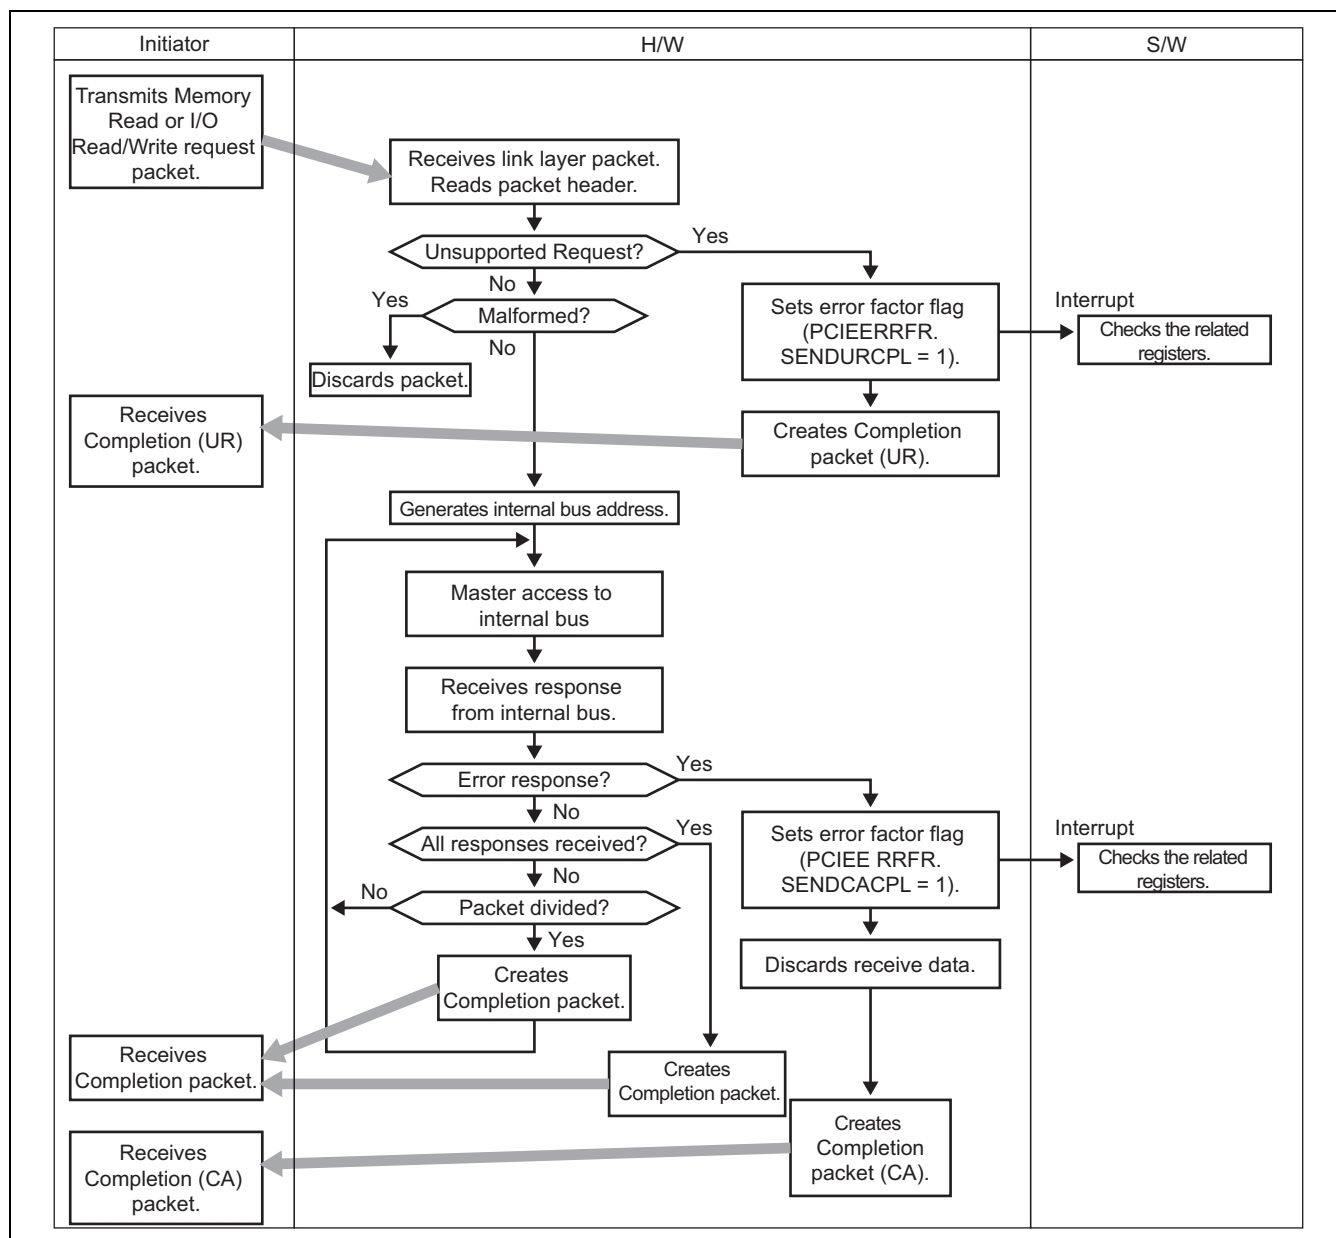 Initiator
H/W
S/W
Transmits Memory
Read or I/O
Read/Write request
packet.
Receives link layer packet.
Reads packet header.
Unsupported Request?
Yes
No
Yes
Malformed?
No
Discards packet.
Sets error factor flag
(PCIEERRFR.
SENDURCPL = 1).
Interrupt
Checks the related
registers.
Receives
Completion (UR)
packet.
Creates Completion
packet (UR).
Generates internal bus address.
Master access to
internal bus
Receives response
from internal bus.
Error response?
Yes
No
All responses received?
Yes
No
No
Packet divided?
Yes
Sets error factor flag
(PCIEE RRFR.
SENDCACPL = 1).
Interrupt
Checks the related
registers.
Discards receive data.
Creates
Completion packet.
Receives
Completion packet.
Creates
Completion packet.
Creates
Completion
packet (CA).
Receives
Completion (CA)
packet.